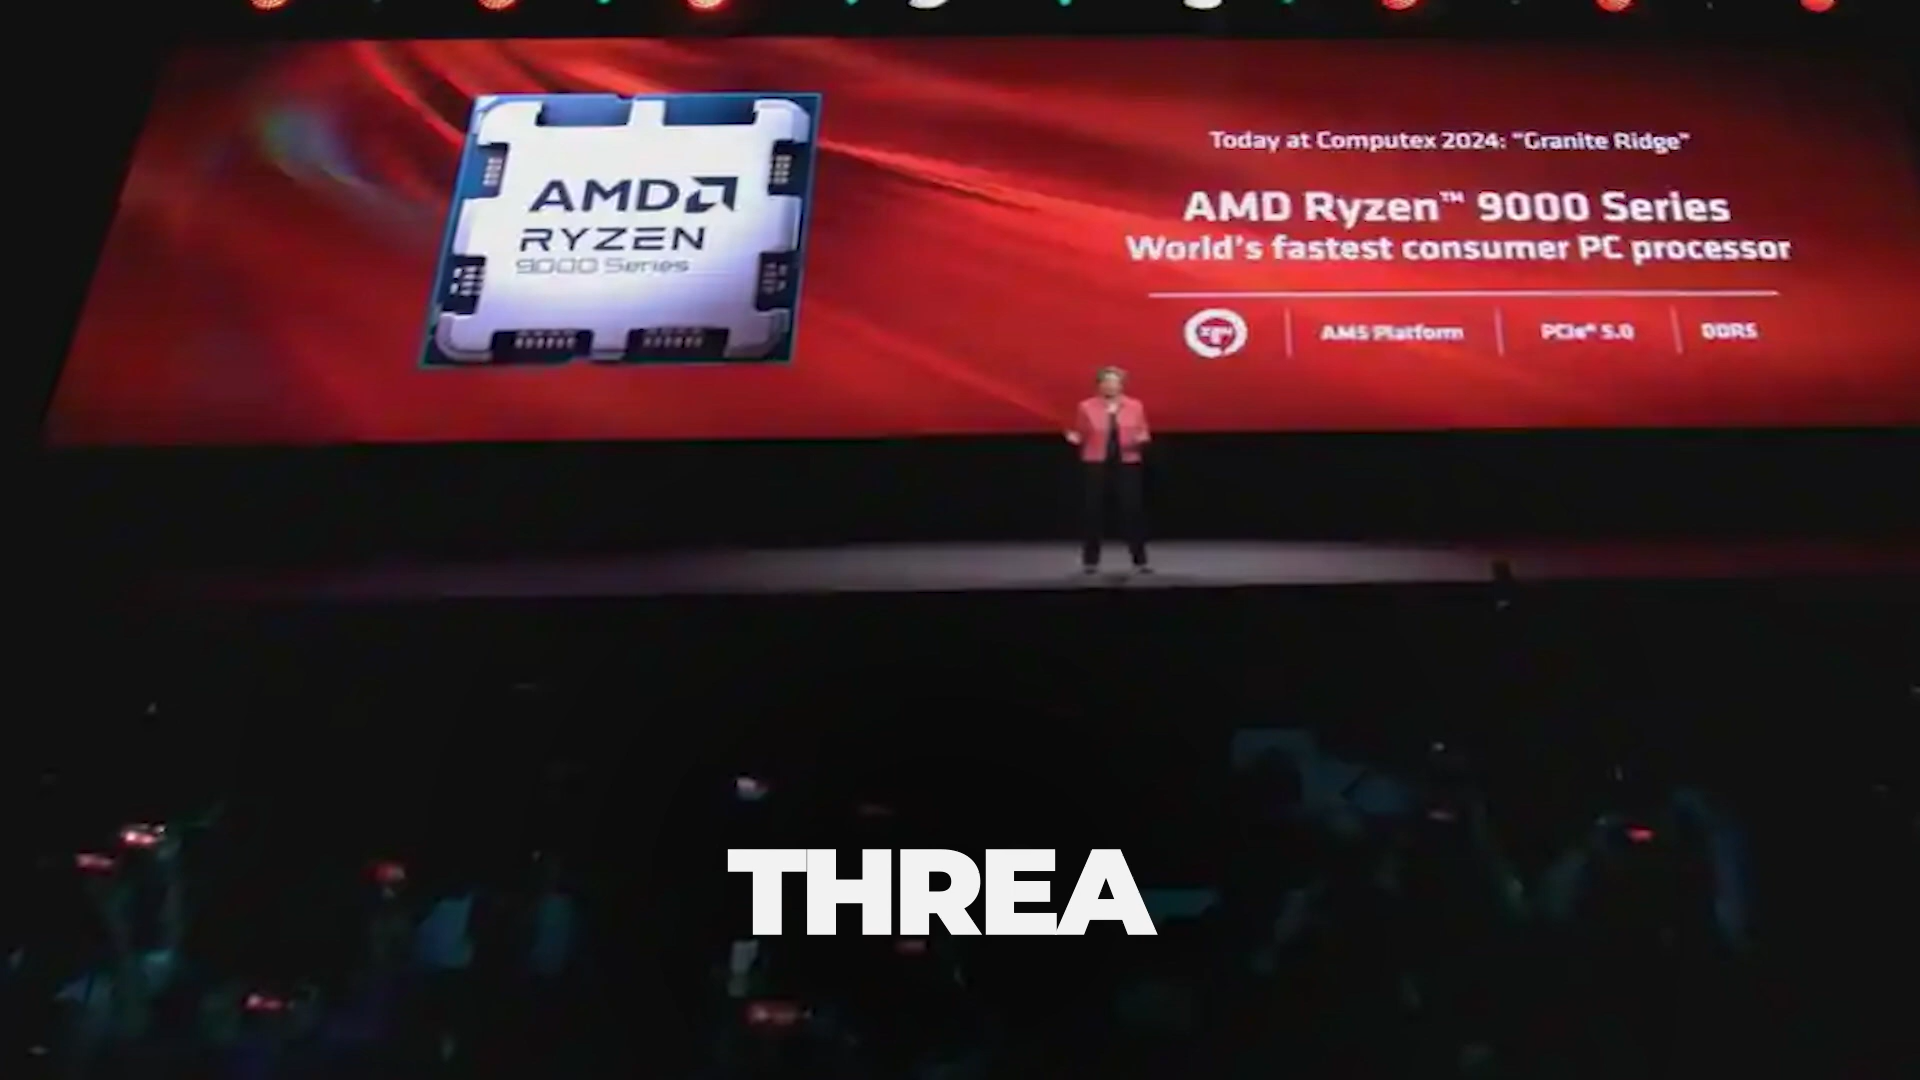 Today at Computex 2024: "Granite Ridge"
AMD Ryzen™ 9000 Series
World's fastest consumer PC processor
AM5 Platform
PCIe® 5.0
DDR5
AMD
RYZEN
9000 Series
THREA